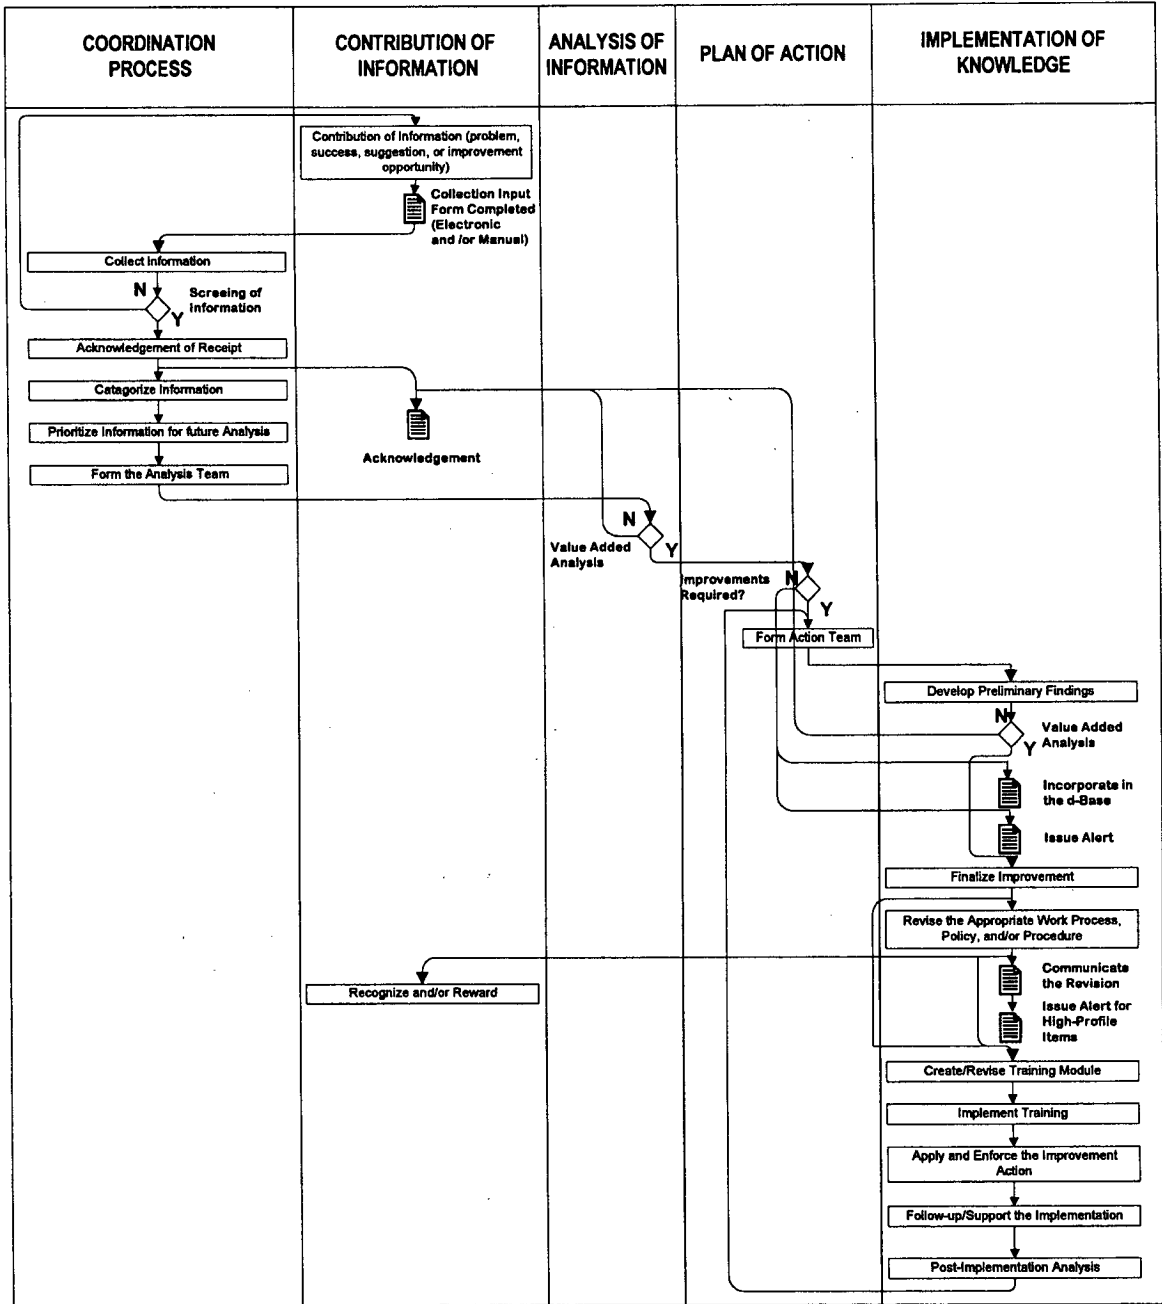 COORDINATION
PROCESS
CONTRIBUTION OF
INFORMATION
ANALYSIS OF
INFORMATION
PLAN OF ACTION
IMPLEMENTATION OF
KNOWLEDGE
Contribution of Information (problem,
success, suggestion, or improvement
opportunity)
Collection Input
Form Completed
(Electronic
and /or Manual)
Collect Information
N
Screeing of
Information
Y
Acknowledgement of Receipt
Catagorize Information
Prioritize Information for future Analysis
Form the Analysis Team
Acknowledgement
N
Value Added
Analysis
Y
Improvements
Required?
N
Y
Form Action Team
Develop Preliminary Findings
N
Value Added
Analysis
Y
Incorporate in
the d-Base
Issue Alert
Finalize Improvement
Revise the Appropriate Work Process,
Policy, and/or Procedure
Communicate
the Revision
Recognize and/or Reward
Issue Alert for
High-Profile
Items
Create/Revise Training Module
Implement Training
Apply and Enforce the Improvement
Action
Follow-up/Support the Implementation
Post-Implementation Analysis